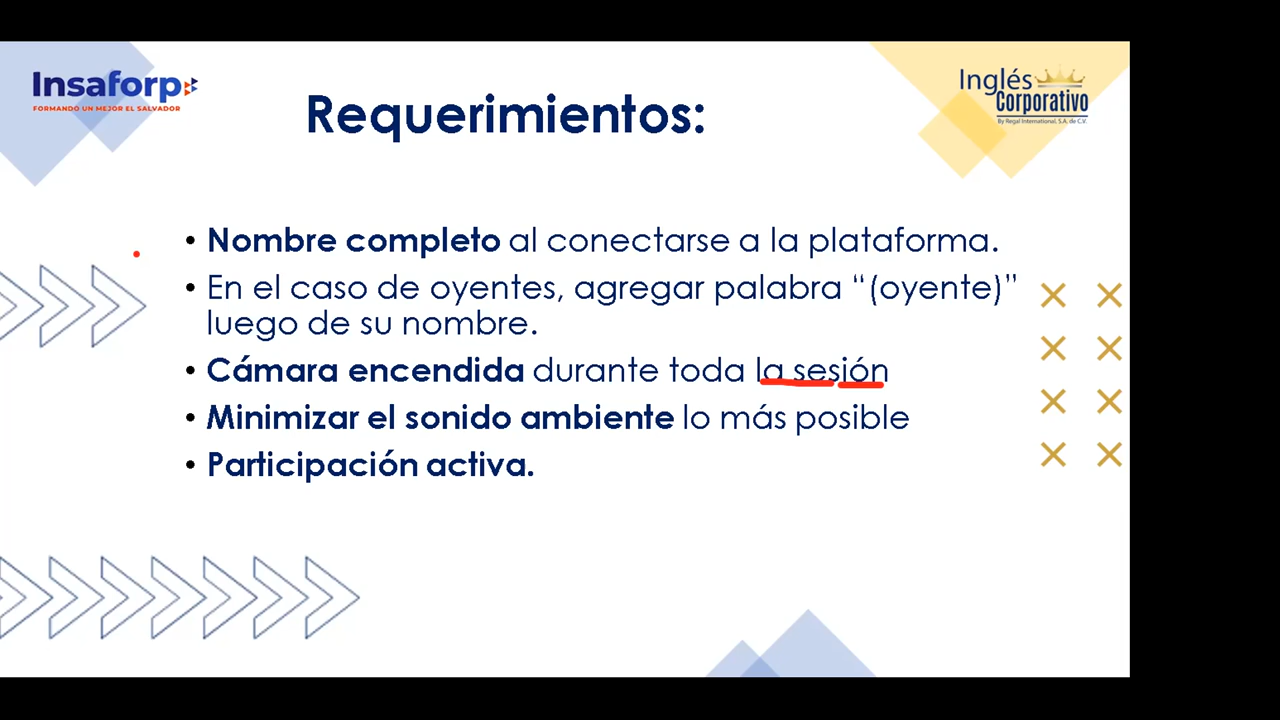 Insaforp
FORMANDO UN MEJOR EL SALVADOR
Inglés
Corporativo
By Regal International, S.A. de C.V.
Requerimientos:
• Nombre completo al conectarse a la plataforma.
• En el caso de oyentes, agregar palabra “(oyente)”
luego de su nombre.
• Cámara encendida durante toda la sesión
• Minimizar el sonido ambiente lo más posible
• Participación activa.